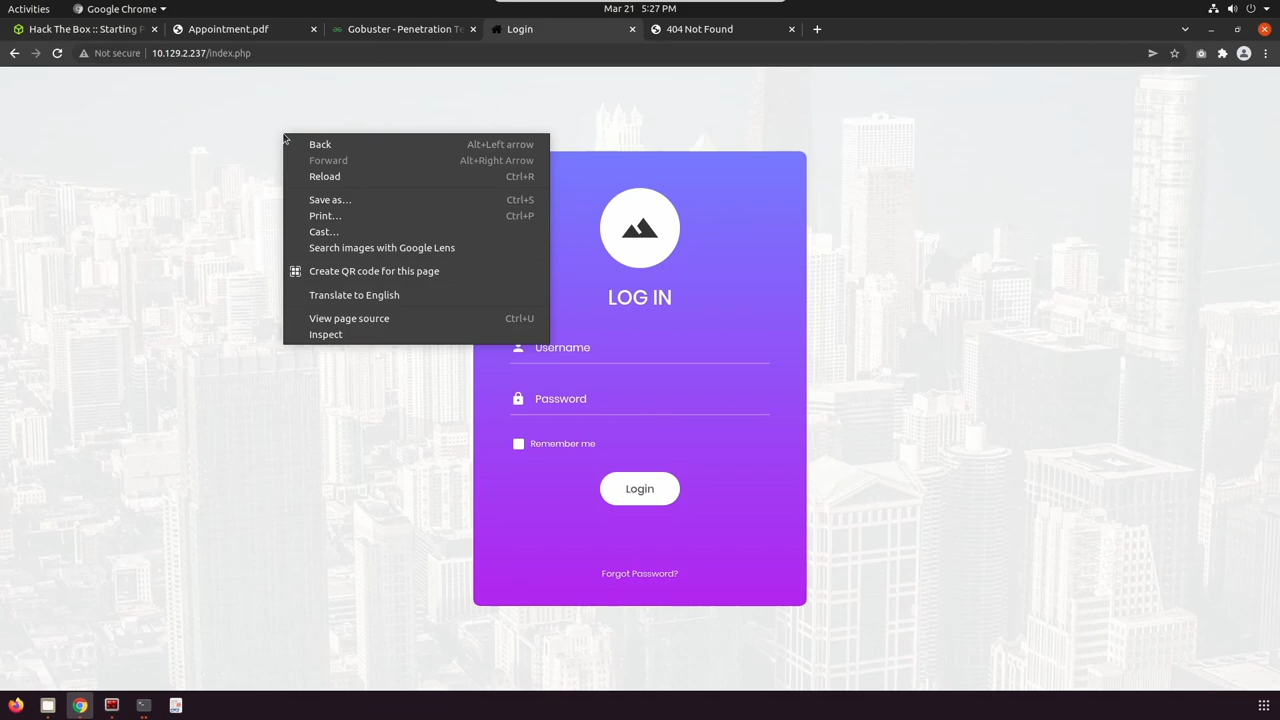 Activities Google Chrome Mar 21 5:27 PM
Hack The Box :: Starting P Appointment.pdf Gobuster - Penetration Te Login 404 Not Found
Not secure 10.129.2.237/index.php
Back Alt+Left arrow
Forward Alt+Right Arrow
Reload Ctrl+R
Save as… Ctrl+S
Print… Ctrl+P
Cast…
Search images with Google Lens
Create QR code for this page
Translate to English
View page source Ctrl+U
Inspect
LOG IN
Username
Password
Remember me
Login
Forgot Password?